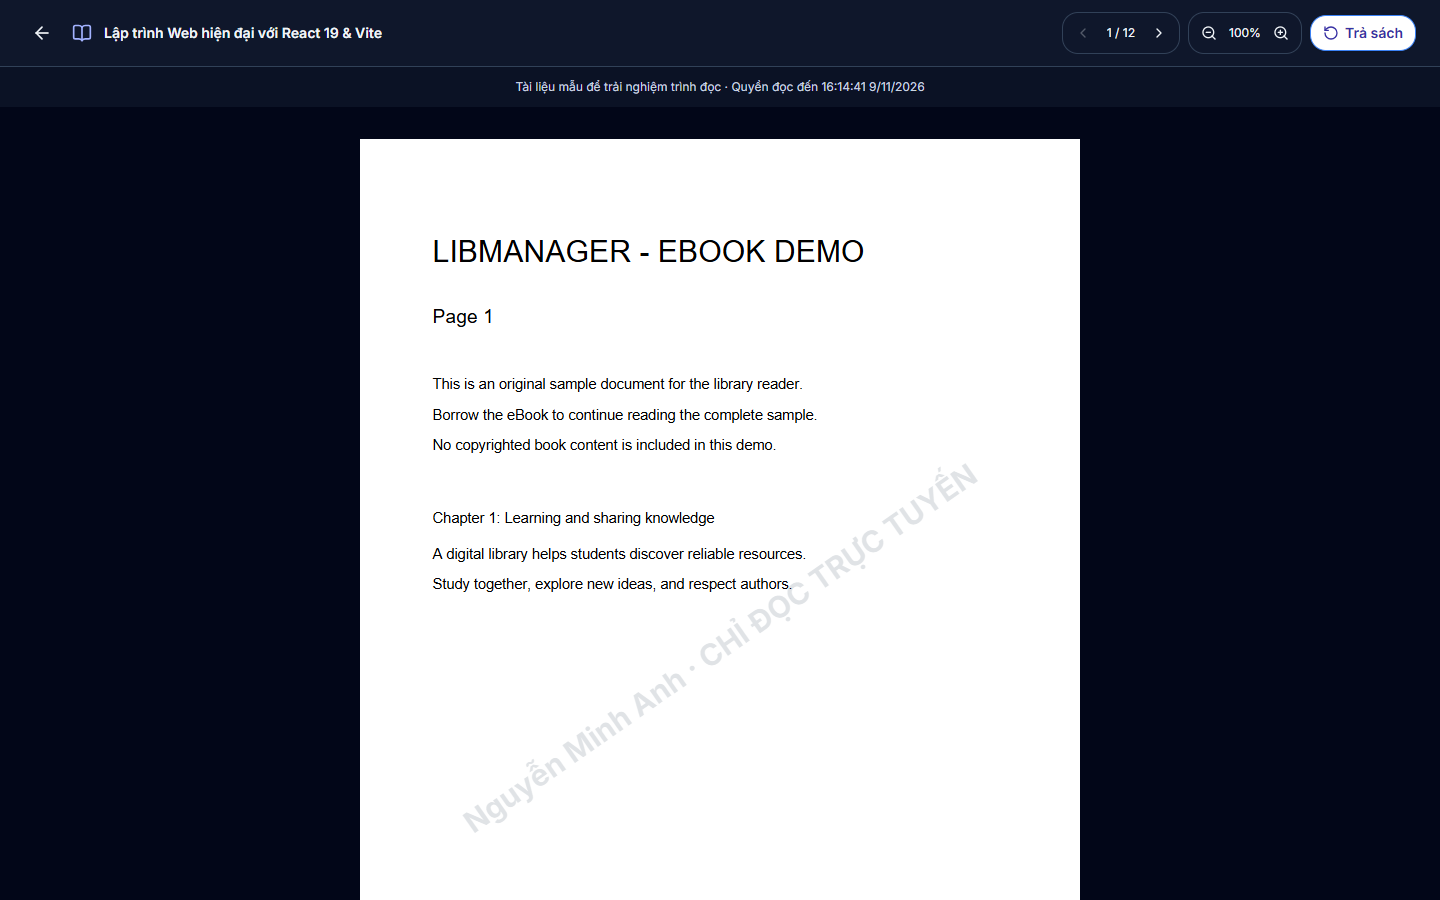 Lập trình Web hiện đại với React 19 & Vite
1 / 12
100%
Trả sách
Tài liệu mẫu để trải nghiệm trình đọc · Quyền đọc đến 16:14:41 9/11/2026
LIBMANAGER - EBOOK DEMO
Page 1
This is an original sample document for the library reader.
Borrow the eBook to continue reading the complete sample.
No copyrighted book content is included in this demo.
Chapter 1: Learning and sharing knowledge
A digital library helps students discover reliable resources.
Study together, explore new ideas, and respect authors.
Nguyễn Minh Anh · CHỈ ĐỌC TRỰC TUYẾN